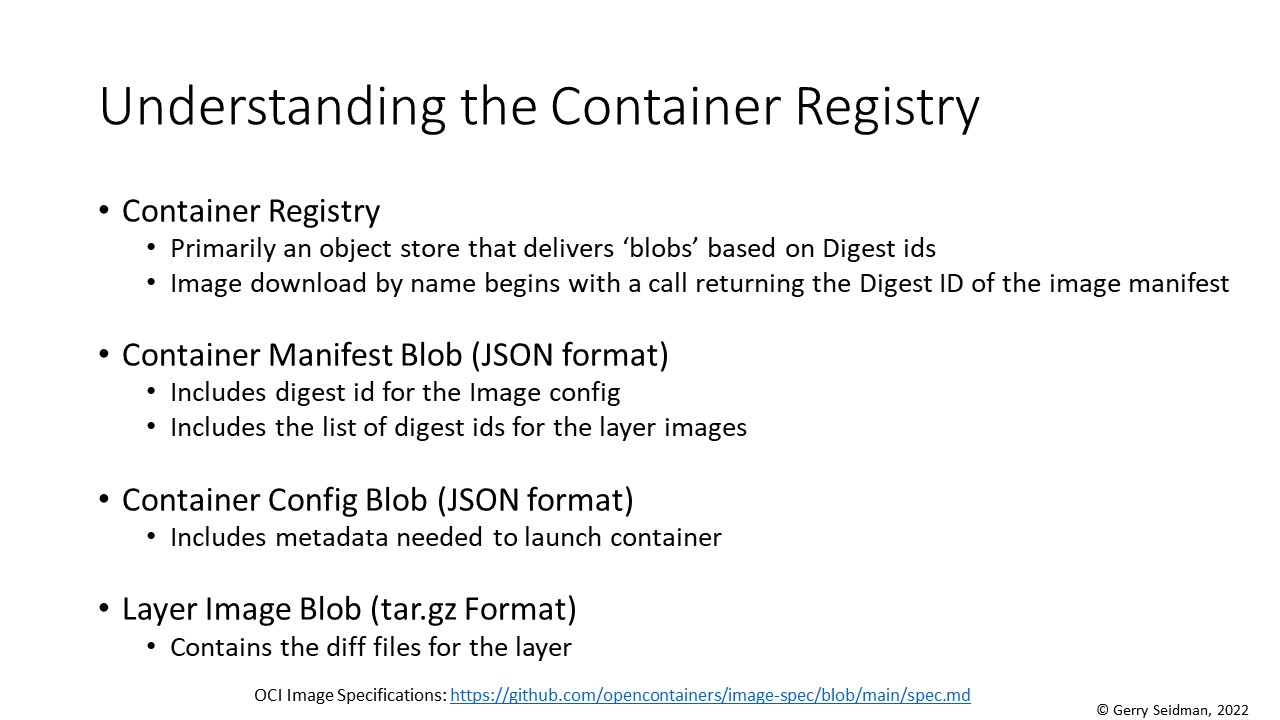 Understanding the Container Registry
• Container Registry
• Primarily an object store that delivers ‘blobs’ based on Digest ids
• Image download by name begins with a call returning the Digest ID of the image manifest
• Container Manifest Blob (JSON format)
• Includes digest id for the Image config
• Includes the list of digest ids for the layer images
• Container Config Blob (JSON format)
• Includes metadata needed to launch container
• Layer Image Blob (tar.gz Format)
• Contains the diff files for the layer
OCI Image Specifications: https://github.com/opencontainers/image-spec/blob/main/spec.md
© Gerry Seidman, 2022